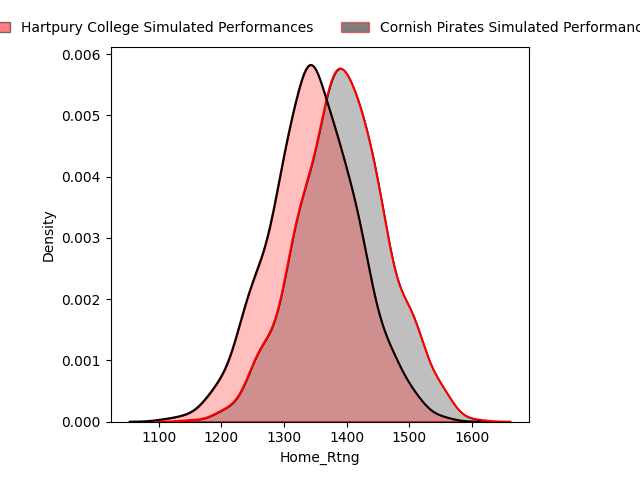 Hartpury College Simulated Performances
Cornish Pirates Simulated
0.006
0.005
0.004
0.003
0.002
0.001
0.000
Density
1100 1200 1300 1400 1500 1600
Home_Rtng